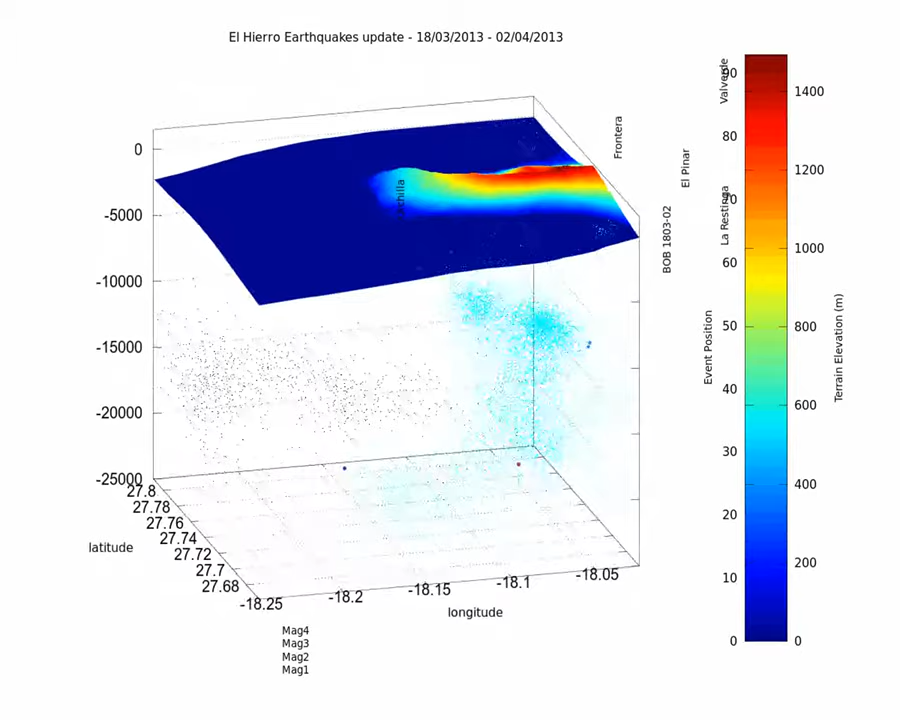 El Hierro Earthquakes update - 18/03/2013 - 02/04/2013
0
-5000
-10000
-15000
-20000
-25000
27.8
27.78
27.76
27.74
27.72
27.7
27.68
latitude
-18.25
-18.2
-18.15
-18.1
-18.05
longitude
Mag4
Mag3
Mag2
Mag1
Frontera
El Pinar
BOB 1803-02
Valverde
La Restinga
Event Position
90
80
70
60
50
40
30
20
10
0
1400
1200
1000
800
600
400
200
0
Terrain Elevation (m)